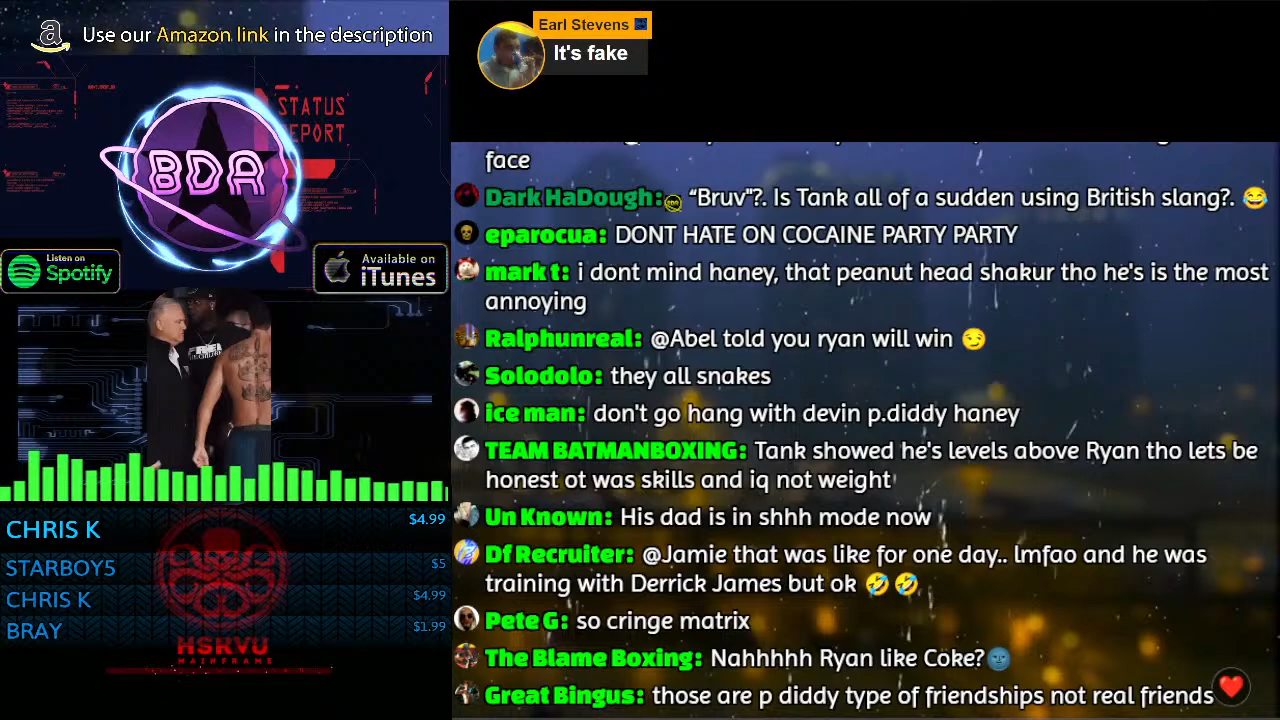 Use our Amazon link in the description
STATUS
REPORT
BDA
Listen on
Spotify
Available on
iTunes
CHRIS K $4.99
STARBOY5 $5
CHRIS K $4.99
BRAY $1.99
HSRVU
MAINFRAME
Earl Stevens
It's fake
face
Dark HaDough: “Bruv"?. Is Tank all of a sudden using British slang?. 😂
eparocua: DONT HATE ON COCAINE PARTY PARTY
mark t: i dont mind honey, that peanut head shakur tho he's is the most
annoying
Ralphunreal: @Abel told you ryan will win 😏
Solodolo: they all snakes
ice man: don't go hang with devin p.diddy haney
TEAM BATMANBOXING: Tank showed he's levels above Ryan tho lets be
honest ot was skills and iq not weight
Un Known: His dad is in shhh mode now
Df Recruiter: @Jamie that was like for one day.. lmfao and he was
training with Derrick James but ok 🤣🤣
Pete G: so cringe matrix
The Blame Boxing: Nahhhhh Ryan like Coke?🌚
Great Bingus: those are p diddy type of friendships not real friends